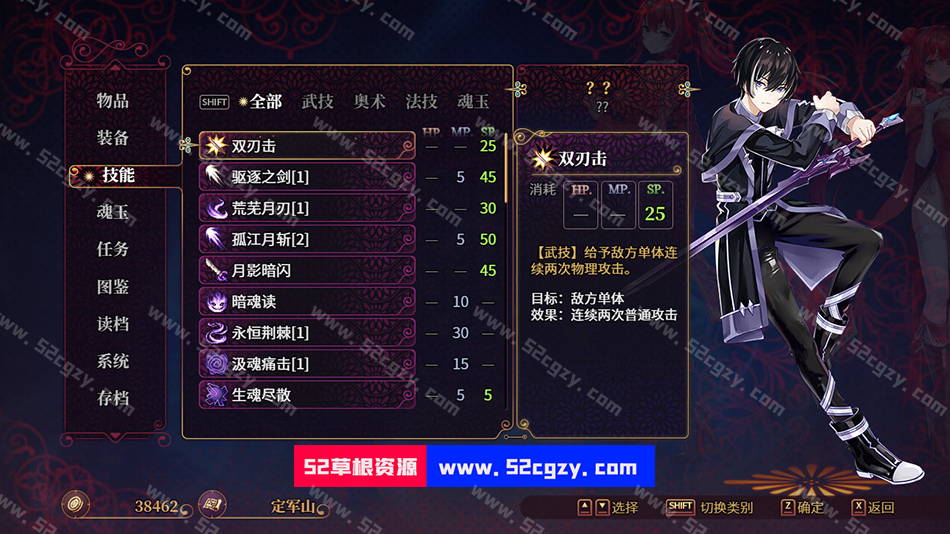 物品
装备
技能
魂玉
任务
图鉴
读档
系统
存档
SHIFT 全部 武技 奥术 法技 魂玉
HP. MP. SP.
双刃击 — — 25
驱逐之剑[1] — 5 45
荒芜月刃[1] — — 30
孤江月斩[2] — 5 50
月影暗闪 — — 45
暗魂读 — 10 —
永恒荆棘[1] — 30 —
汲魂痛击[1] — 15 —
生魂尽散 — 5 5
? ?
??
双刃击
消耗 HP. MP. SP.
— — 25
【武技】给予敌方单体连
续两次物理攻击。
目标：敌方单体
效果：连续两次普通攻击
52草根资源 www.52cgzy.com
38462 定军山
▲ ▼ 选择 SHIFT 切换类别 Z 确定 X 返回
www.52cgzy.com